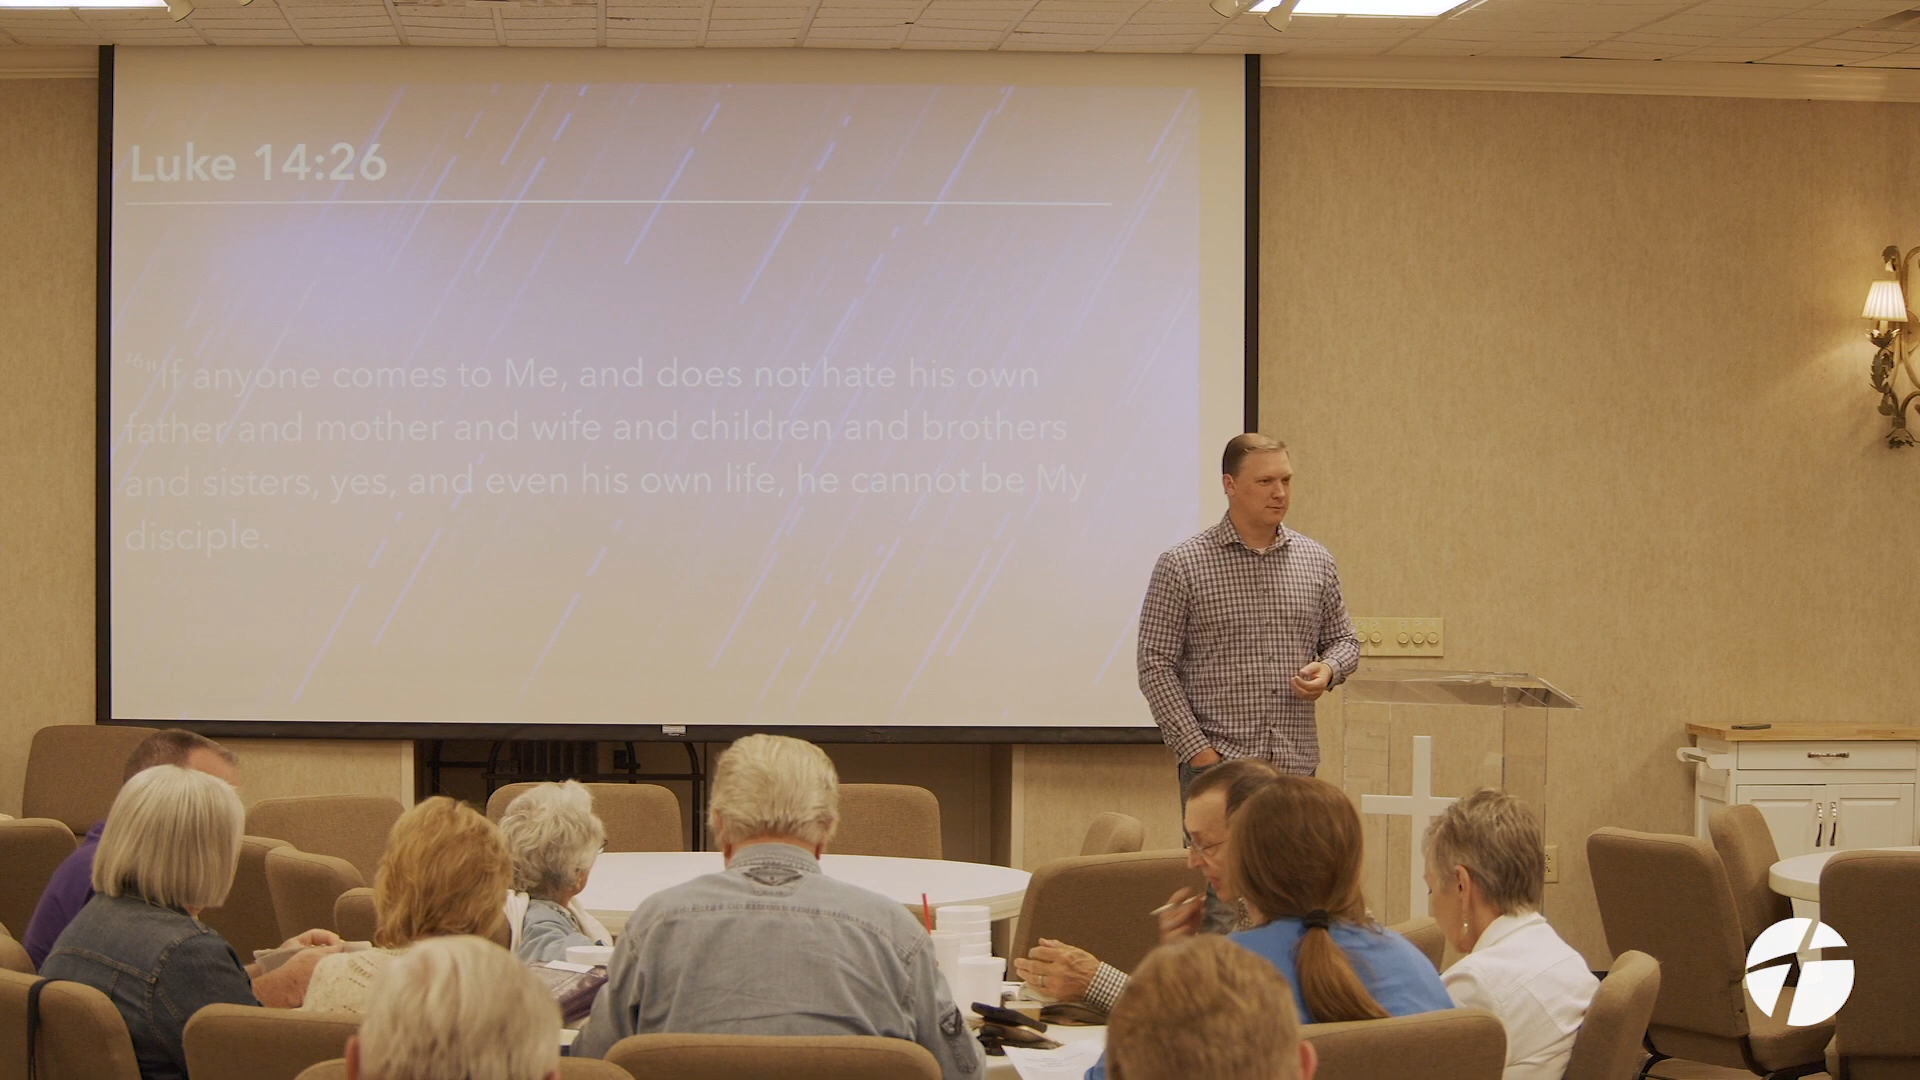 Luke 14:26
26"If anyone comes to Me, and does not hate his own
father and mother and wife and children and brothers
and sisters, yes, and even his own life, he cannot be My
disciple.